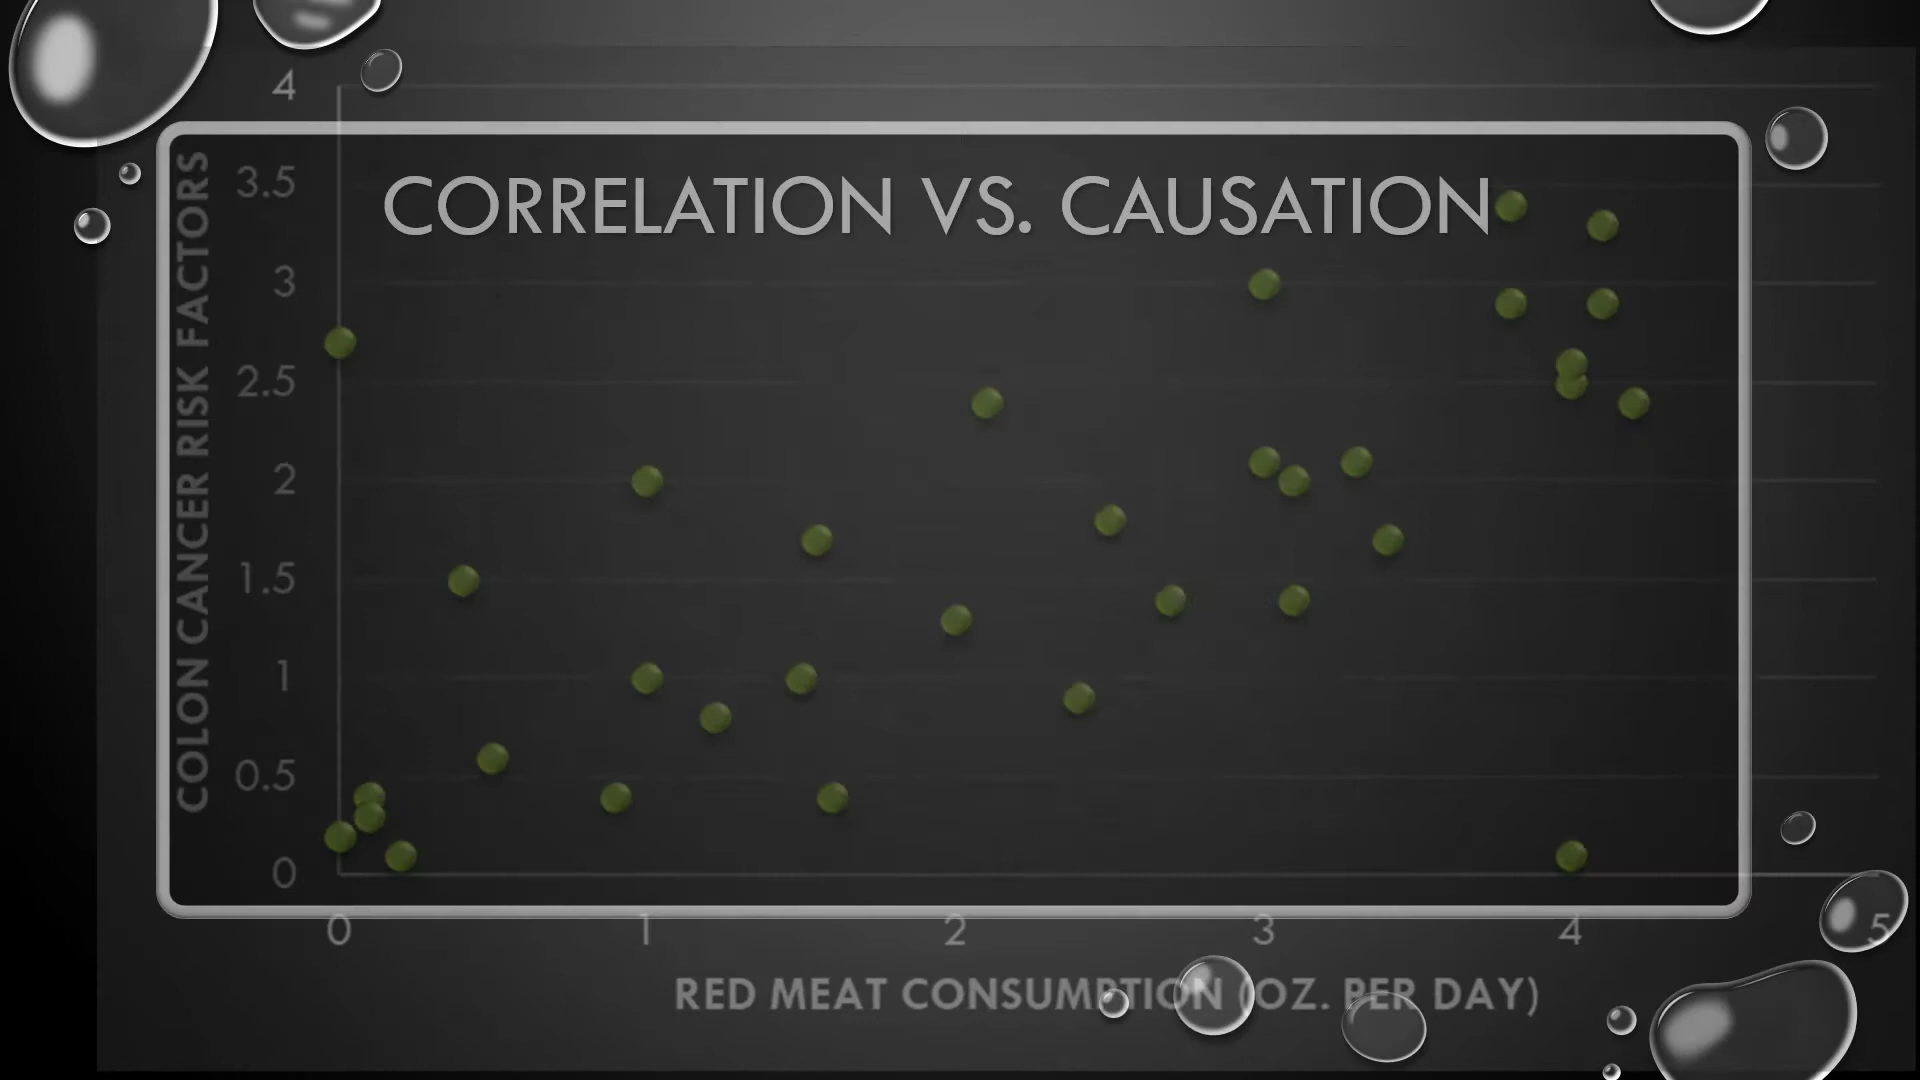 CORRELATION VS. CAUSATION
COLON CANCER RISK FACTORS
4
3.5
3
2.5
2
1.5
1
0.5
0
0 1 2 3 4 5
RED MEAT CONSUMPTION (OZ. PER DAY)